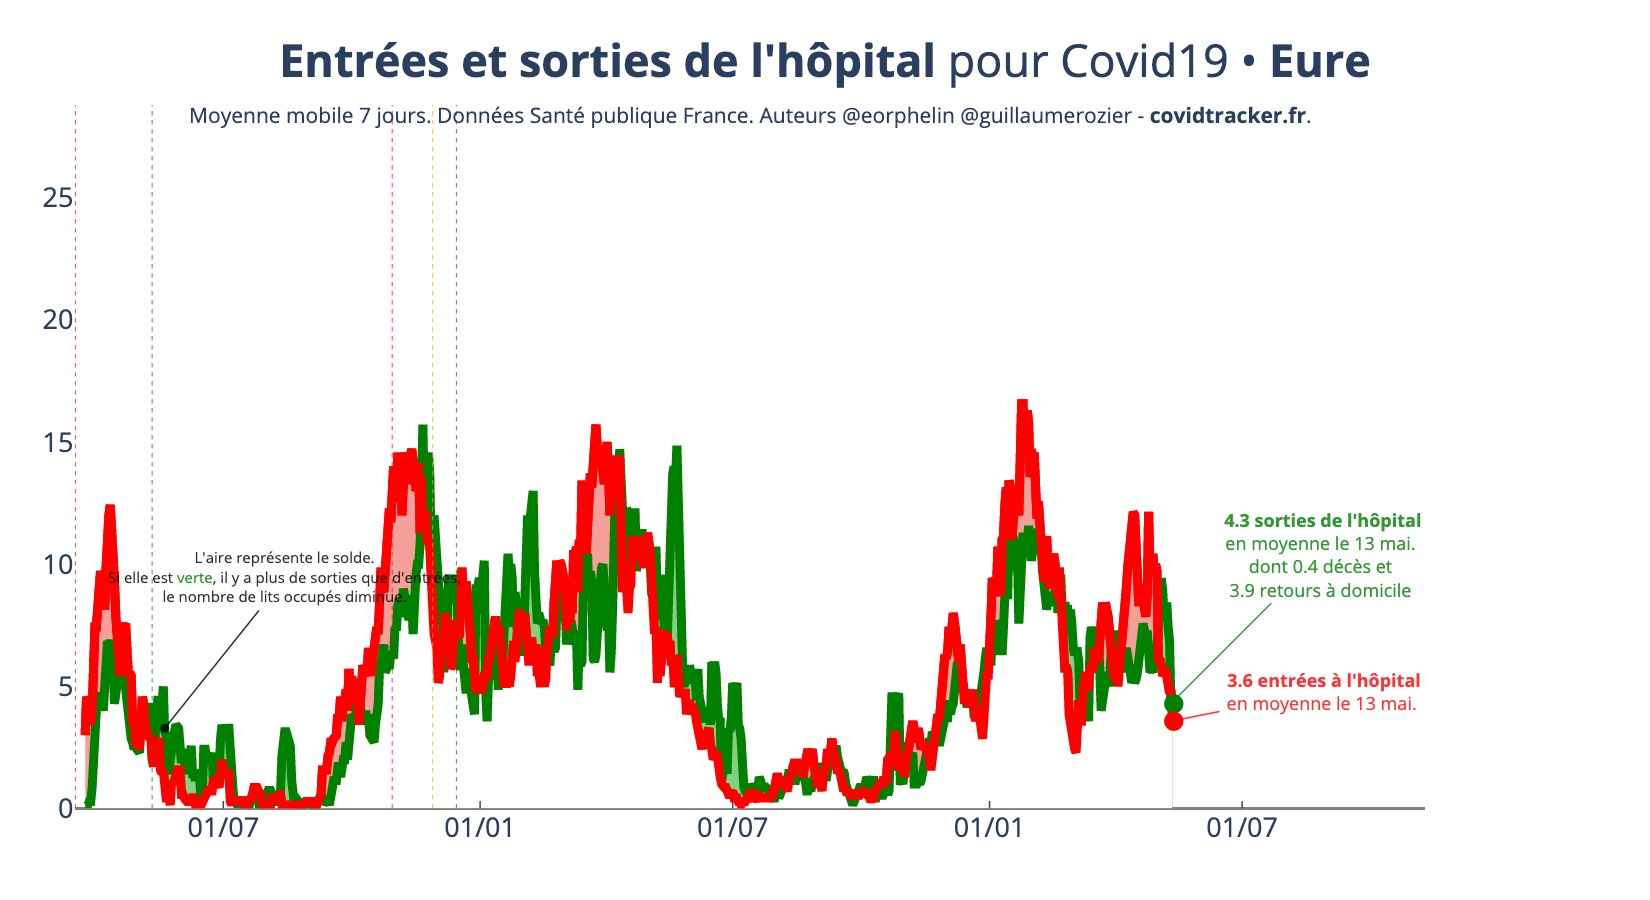 Entrées et sorties de l'hôpital pour Covid19 • Eure
Moyenne mobile 7 jours. Données Santé publique France. Auteurs @eorphelin @guillaumerozier - covidtracker.fr.
25
20
15
10
5
0
L'aire représente le solde.
Si elle est verte, il y a plus de sorties que d'entrées,
le nombre de lits occupés diminue.
4.3 sorties de l'hôpital
en moyenne le 13 mai.
dont 0.4 décès et
3.9 retours à domicile
3.6 entrées à l'hôpital
en moyenne le 13 mai.
01/07
01/01
01/07
01/01
01/07